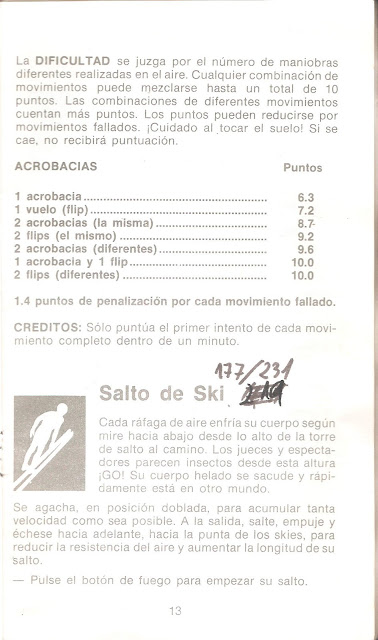 La DIFICULTAD se juzga por el número de maniobras
diferentes realizadas en el aire. Cualquier combinación de
movimientos puede mezclarse hasta un total de 10
puntos. Las combinaciones de diferentes movimientos
cuentan más puntos. Los puntos pueden reducirse por
movimientos fallados. ¡Cuidado al tocar el suelo! Si se
cae, no recibirá puntuación.
ACROBACIAS Puntos
1 acrobacia 6.3
1 vuelo (flip) 7.2
2 acrobacias (la misma) 8.7
2 flips (el mismo) 9.2
2 acrobacias (diferentes) 9.6
1 acrobacia y 1 flip 10.0
2 flips (diferentes) 10.0
1.4 puntos de penalización por cada movimiento fallado.
CREDITOS: Sólo puntúa el primer intento de cada movi-
miento completo dentro de un minuto.
177/231
Salto de Ski
Cada ráfaga de aire enfría su cuerpo según
mire hacia abajo desde lo alto de la torre
de salto al camino. Los jueces y especta-
dores parecen insectos desde esta altura
¡GO! Su cuerpo helado se sacude y rápi-
damente está en otro mundo.
Se agacha, en posición doblada, para acumular tanta
velocidad como sea posible. A la salida, salte, empuje y
échese hacia adelante, hacia la punta de los skies, para
reducir la resistencia del aire y aumentar la longitud de su
salto.
— Pulse el botón de fuego para empezar su salto.
13